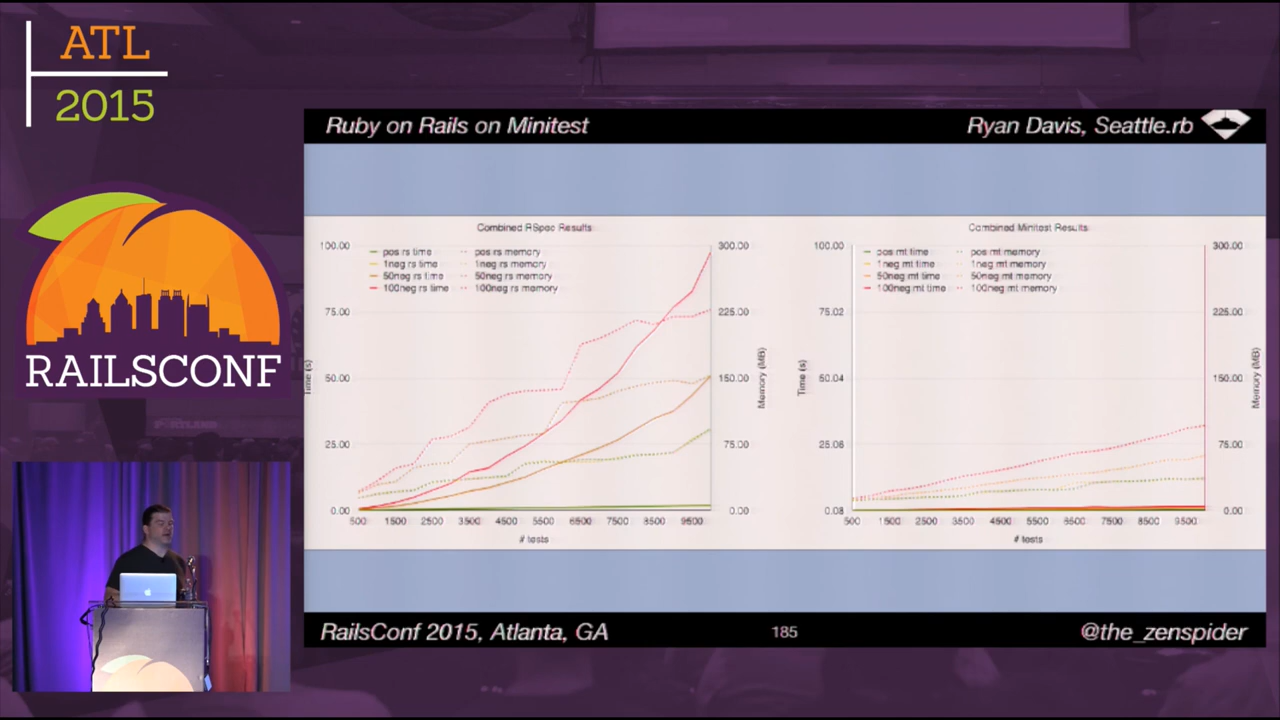 ATL
2015
RAILSCONF
Ruby on Rails on Minitest
Ryan Davis, Seattle.rb
Combined RSpec Results
100.00
75.00
50.00
25.00
0.00
300.00
225.00
150.00
75.00
0.00
pos rs time
1neg rs time
50neg rs time
100neg rs time
pos rs memory
1neg rs memory
50neg rs memory
100neg rs memory
Time (s)
Memory (MB)
500 1500 2500 3500 4500 5500 6500 7500 8500 9500
# tests
Combined Minitest Results
100.00
75.02
50.04
25.06
0.08
300.00
225.00
150.00
75.00
0.00
pos mt time
1neg mt time
50neg mt time
100neg mt time
pos mt memory
1neg mt memory
50neg mt memory
100neg mt memory
Time (s)
Memory (MB)
500 1500 2500 3500 4500 5500 6500 7500 8500 9500
# tests
RailsConf 2015, Atlanta, GA
185
@the_zenspider
PORTLAND